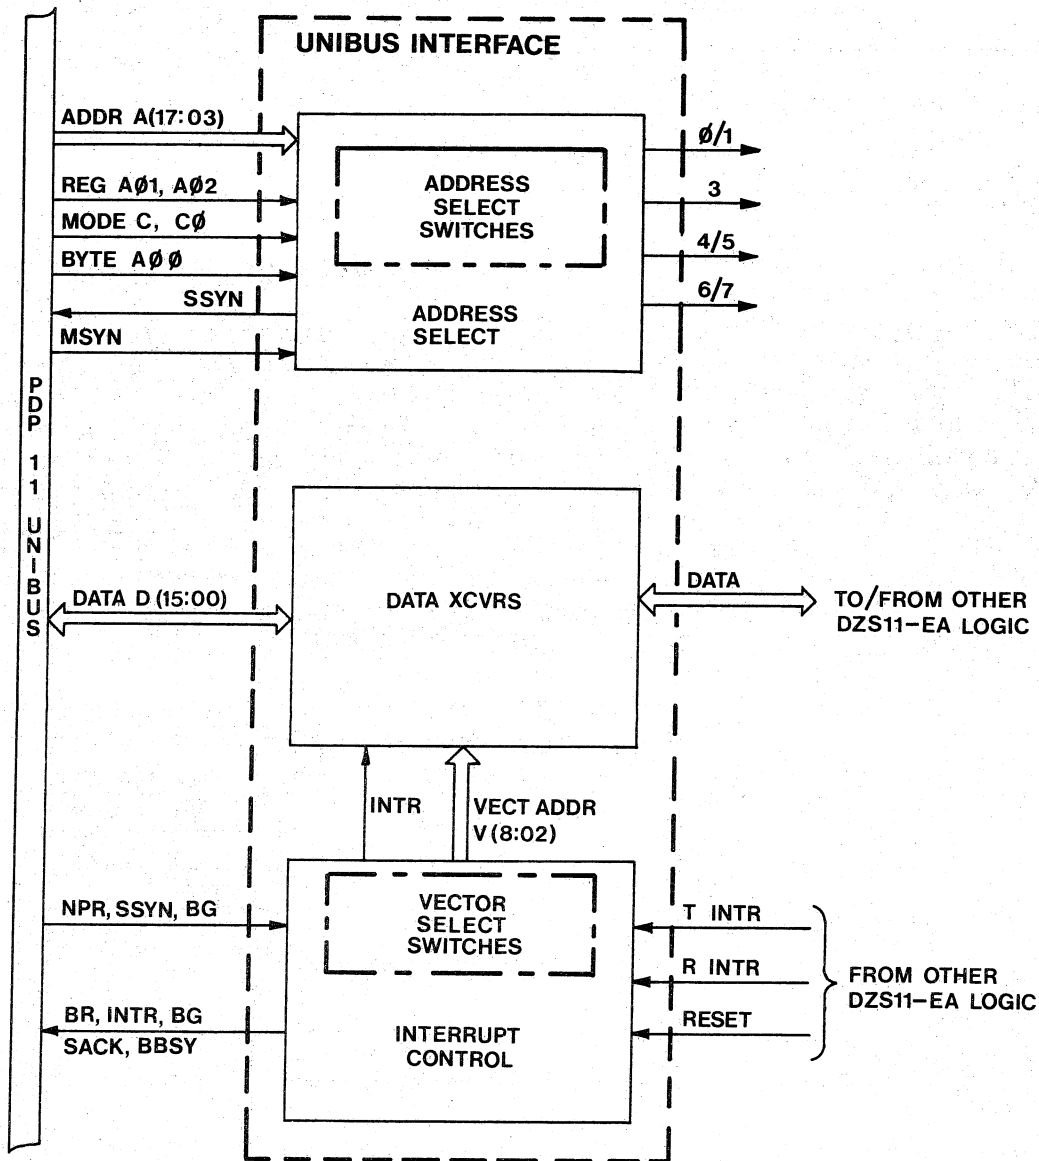 UNIBUS INTERFACE
ADDR A(17:03)
REG AØ1, AØ2
MODE C, CØ
BYTE AØØ
SSYN
MSYN
ADDRESS
SELECT
SWITCHES
ADDRESS
SELECT
Ø/1
3
4/5
6/7
PDP 11 UNIBUS
DATA D (15:00)
DATA XCVRS
DATA
TO/FROM OTHER
DZS11-EA LOGIC
INTR
VECT ADDR
V (8:02)
NPR, SSYN, BG
BR, INTR, BG
SACK, BBSY
VECTOR
SELECT
SWITCHES
INTERRUPT
CONTROL
T INTR
R INTR
RESET
FROM OTHER
DZS11-EA LOGIC